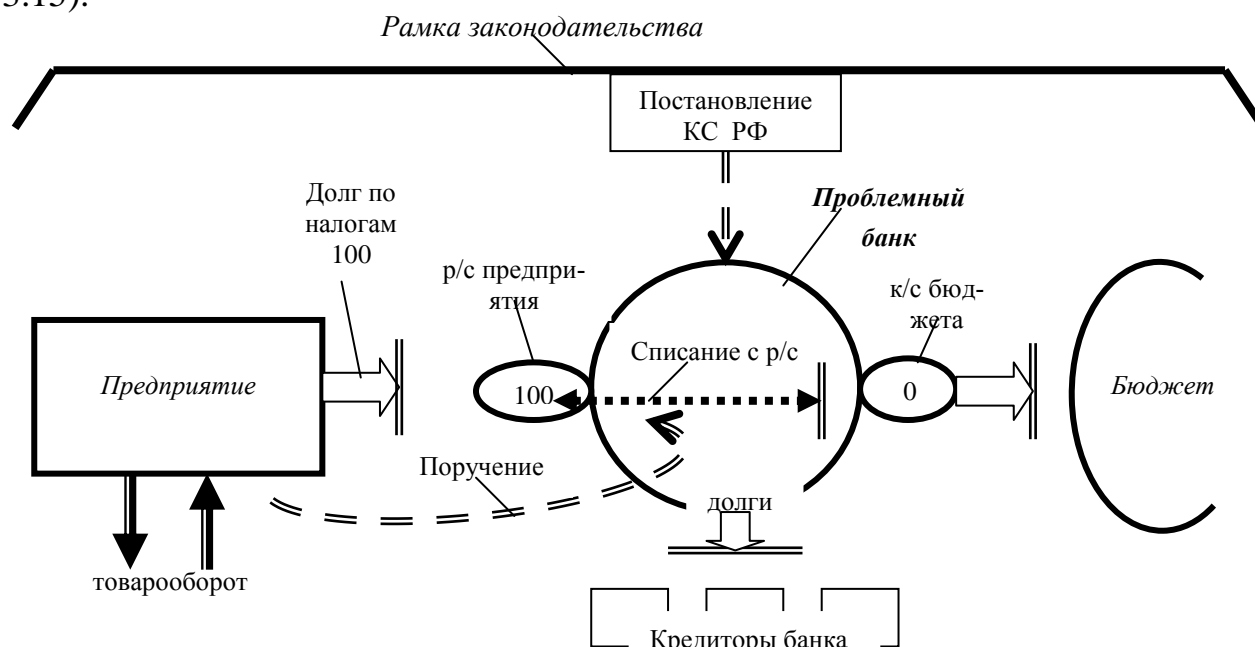 3.15).
Рамка законодательства
Постановление
КС РФ
Долг по
налогам
100
Проблемный
банк
р/с предпри-
ятия
к/с бюд-
жета
Списание с р/с
Предприятие
100
0
Бюджет
Поручение
долги
товарооборот
Кредиторы банка